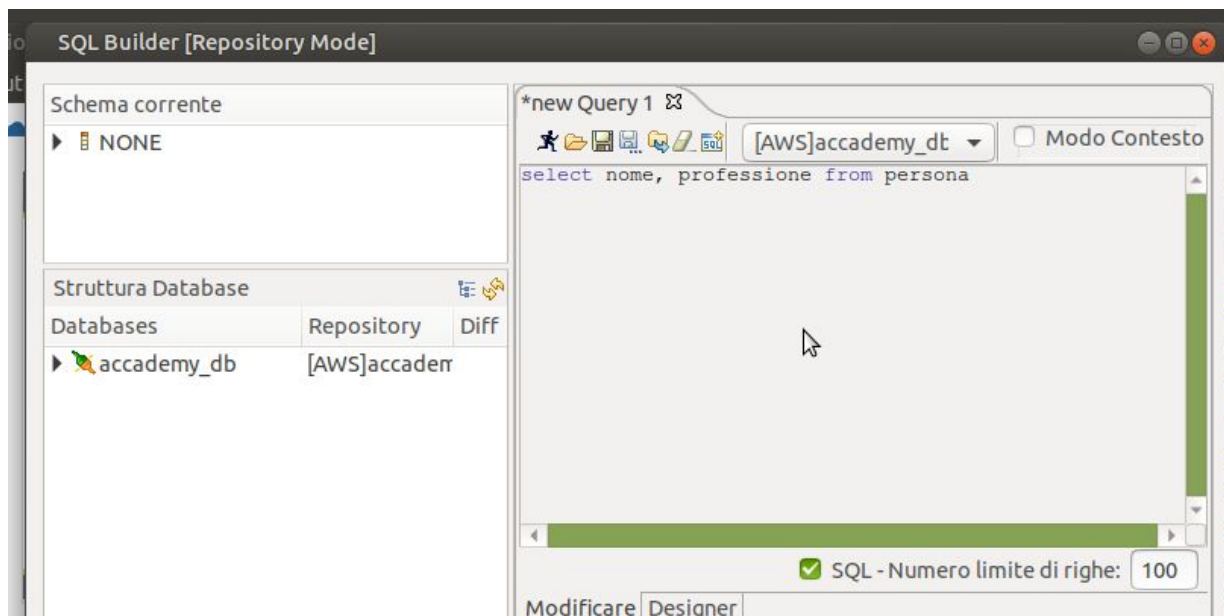 SQL Builder [Repository Mode]
Schema corrente
NONE
Struttura Database
Databases Repository Diff
accademy_db [AWS]accadem
*new Query 1
[AWS]accademy_db Modo Contesto
select nome, professione from persona
SQL - Numero limite di righe: 100
Modificare Designer